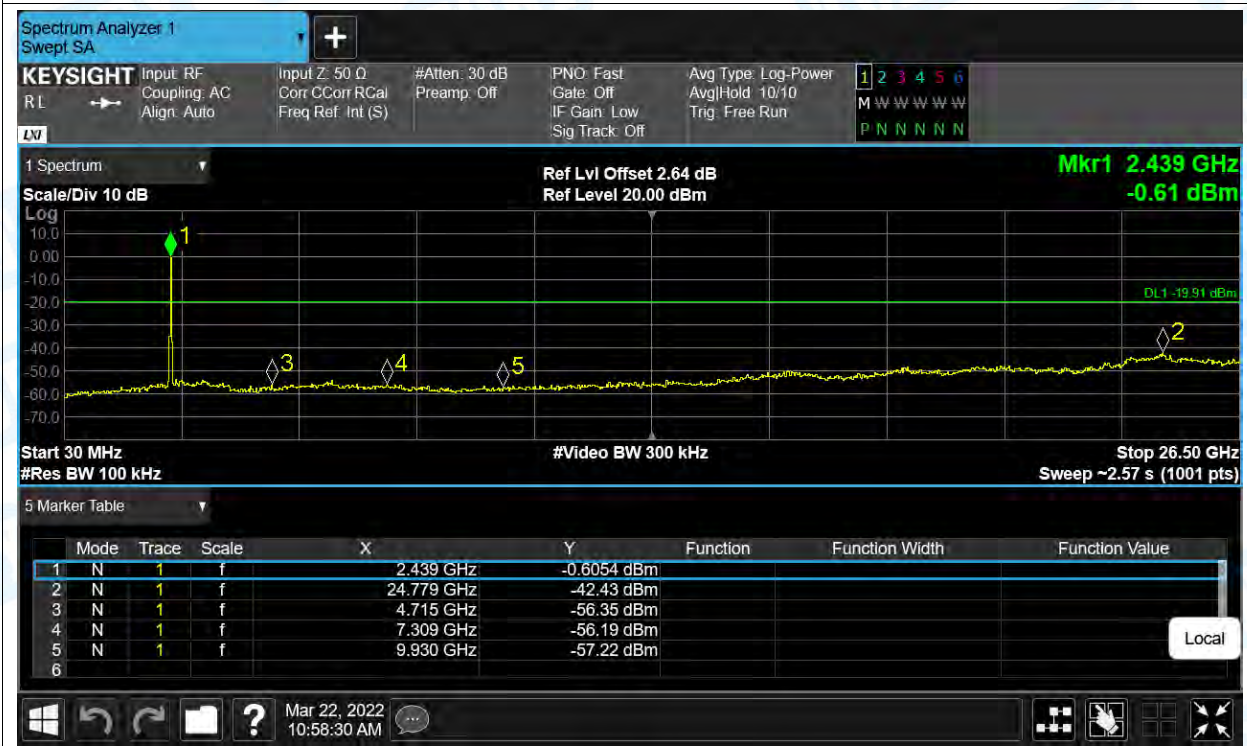 Spectrum Analyzer 1
Swept SA
+
KEYSIGHT Input: RF Input Z: 50 Ω #Atten: 30 dB PNO: Fast Avg Type: Log-Power 1 2 3 4 5 6
RL Coupling: AC Corr CCorr RCal Preamp: Off Gate: Off Avg|Hold: 10/10 M W W W W W
Align: Auto Freq Ref: Int (S) IF Gain: Low Trig: Free Run
LXI Sig Track: Off P N N N N N
1 Spectrum Ref Lvl Offset 2.64 dB Mkr1 2.439 GHz
Scale/Div 10 dB Ref Level 20.00 dBm -0.61 dBm
Log
10.0 1
0.00
-10.0
DL1 -19.91 dBm
-20.0
-30.0 2
-40.0
3 4 5
-50.0
-60.0
-70.0
Start 30 MHz #Video BW 300 kHz Stop 26.50 GHz
#Res BW 100 kHz Sweep ~2.57 s (1001 pts)
5 Marker Table
Mode Trace Scale X Y Function Function Width Function Value
1 N 1 f 2.439 GHz -0.6054 dBm
2 N 1 f 24.779 GHz -42.43 dBm
3 N 1 f 4.715 GHz -56.35 dBm
4 N 1 f 7.309 GHz -56.19 dBm
5 N 1 f 9.930 GHz -57.22 dBm
6
Local
? Mar 22, 2022
10:58:30 AM